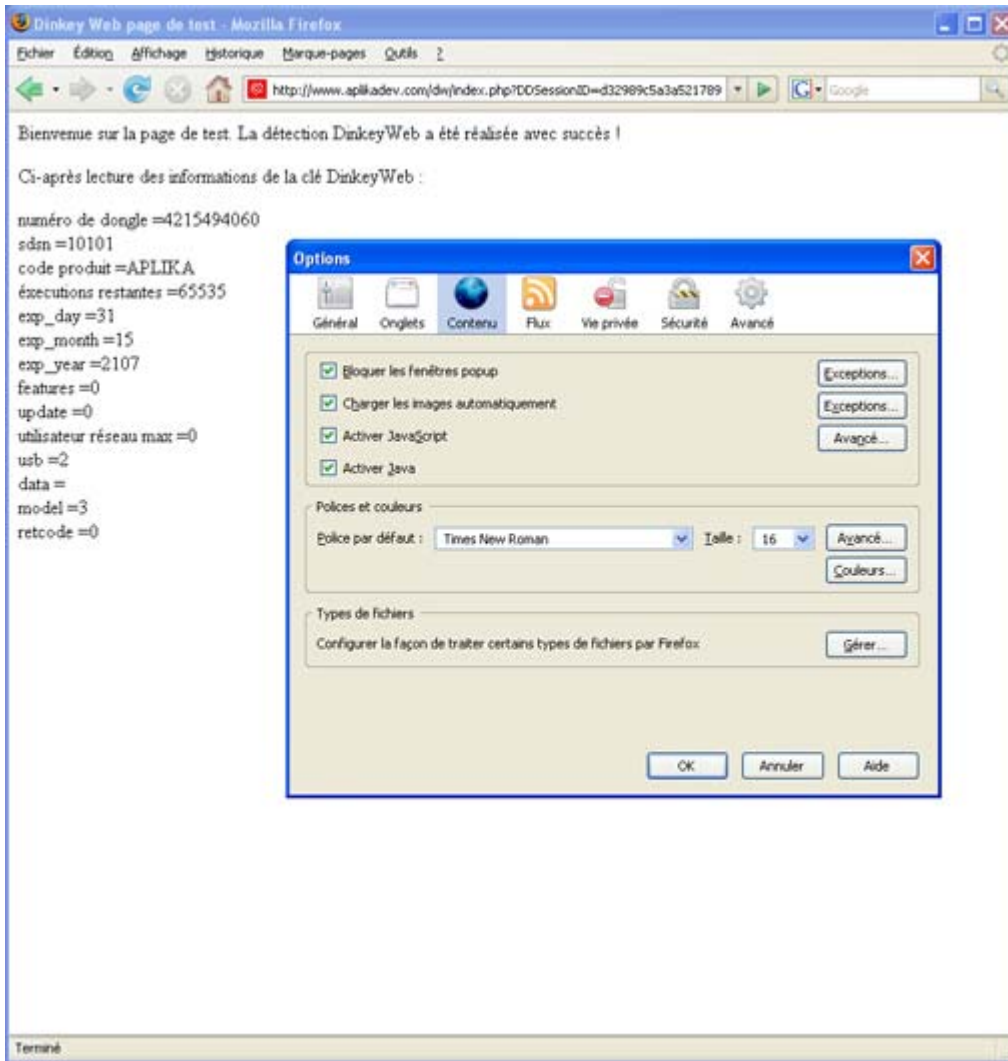 Dinkey Web page de test - Mozilla Firefox
Fichier Édition Affichage Historique Marque-pages Outils ?
http://www.aplikadev.com/dw/index.php?DDSessionID=d32989c5a3a521789 Google
Bienvenue sur la page de test. La détection DinkeyWeb a été réalisée avec succès !
Ci-après lecture des informations de la clé DinkeyWeb :
numéro de dongle =4215494060
sdsn =10101
code produit =APLIKA
éxecutions restantes =65535
exp_day =31
exp_month =15
exp_year =2107
features =0
update =0
utilisateur réseau max =0
usb =2
data =
model =3
retcode =0
Options
Général Onglets Contenu Flux Vie privée Sécurité Avancé
Bloquer les fenêtres popup Exceptions...
Charger les images automatiquement Exceptions...
Activer JavaScript Avancé...
Activer Java
Polices et couleurs
Police par défaut : Times New Roman Taille : 16 Avancé...
Couleurs...
Types de fichiers
Configurer la façon de traiter certains types de fichiers par Firefox Gérer...
OK Annuler Aide
Terminé